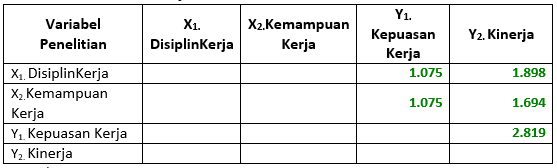 Variabel Penelitian | X1. DisiplinKerja | X2.Kemampuan Kerja | Y1. Kepuasan Kerja | Y2. Kinerja
X1. DisiplinKerja | | | 1.075 | 1.898
X2.Kemampuan Kerja | | | 1.075 | 1.694
Y1. Kepuasan Kerja | | | | 2.819
Y2. Kinerja | | | |